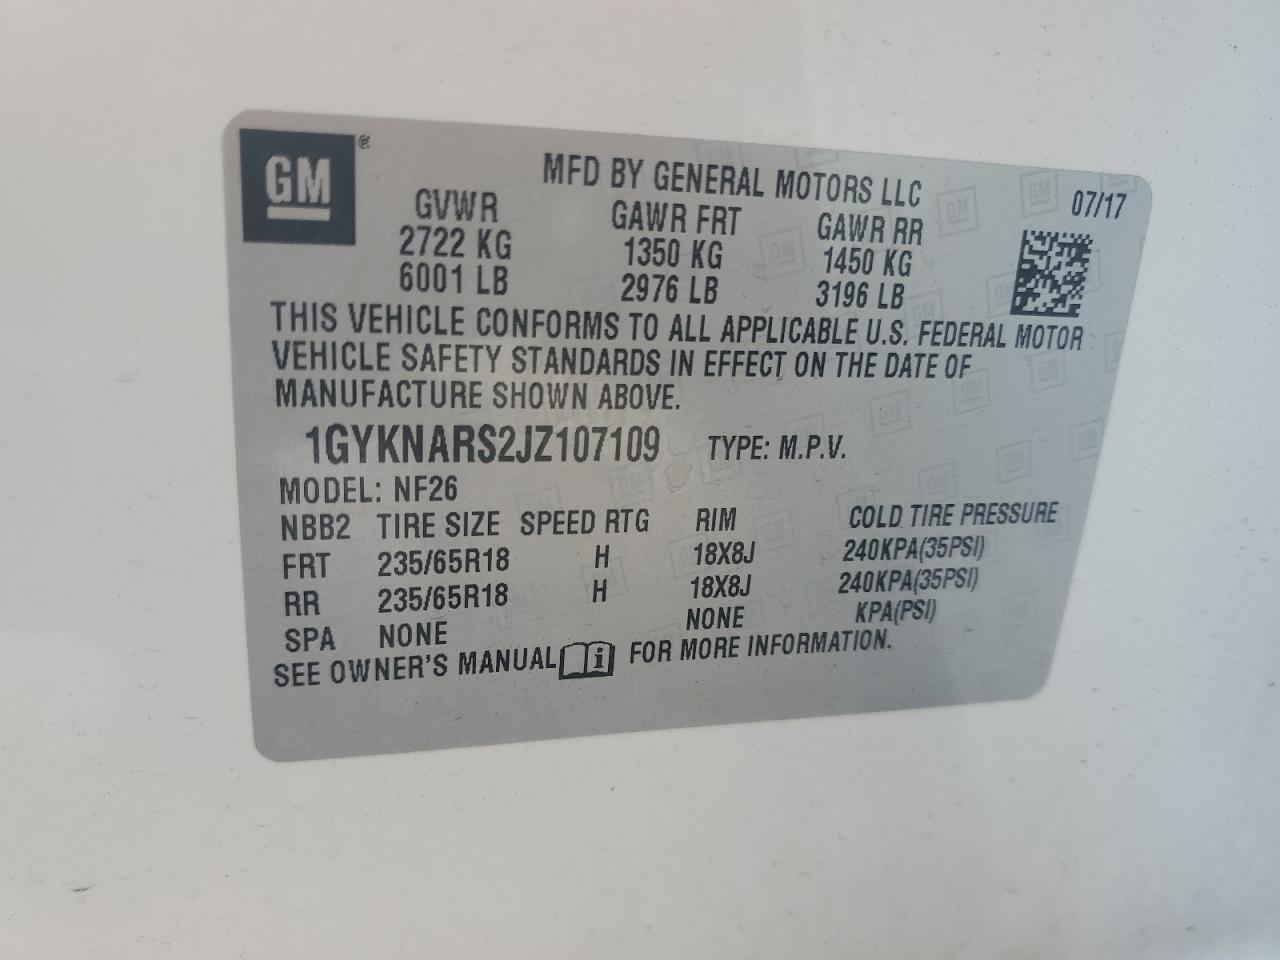 GM ®
MFD BY GENERAL MOTORS LLC
07/17
GVWR GAWR FRT GAWR RR
2722 KG 1350 KG 1450 KG
6001 LB 2976 LB 3196 LB
THIS VEHICLE CONFORMS TO ALL APPLICABLE U.S. FEDERAL MOTOR
VEHICLE SAFETY STANDARDS IN EFFECT ON THE DATE OF
MANUFACTURE SHOWN ABOVE.
1GYKNARS2JZ107109 TYPE: M.P.V.
MODEL: NF26
NBB2 TIRE SIZE SPEED RTG RIM COLD TIRE PRESSURE
FRT 235/65R18 H 18X8J 240KPA(35PSI)
RR 235/65R18 H 18X8J 240KPA(35PSI)
SPA NONE NONE KPA(PSI)
SEE OWNER'S MANUAL i FOR MORE INFORMATION.